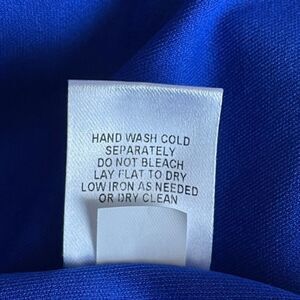 HAND WASH COLD
SEPARATELY
DO NOT BLEACH
LAY FLAT TO DRY
LOW IRON AS NEEDED
OR DRY CLEAN